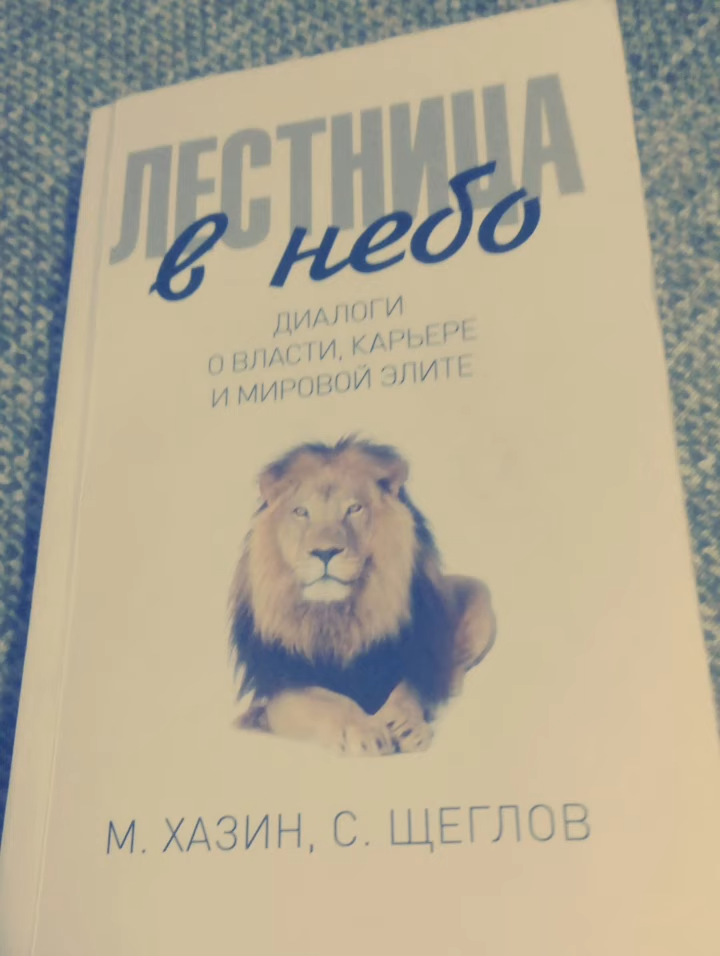 ЛЕСТНИЦА
в небо
ДИАЛОГИ
О ВЛАСТИ, КАРЬЕРЕ
И МИРОВОЙ ЭЛИТЕ
М. ХАЗИН, С. ЩЕГЛОВ